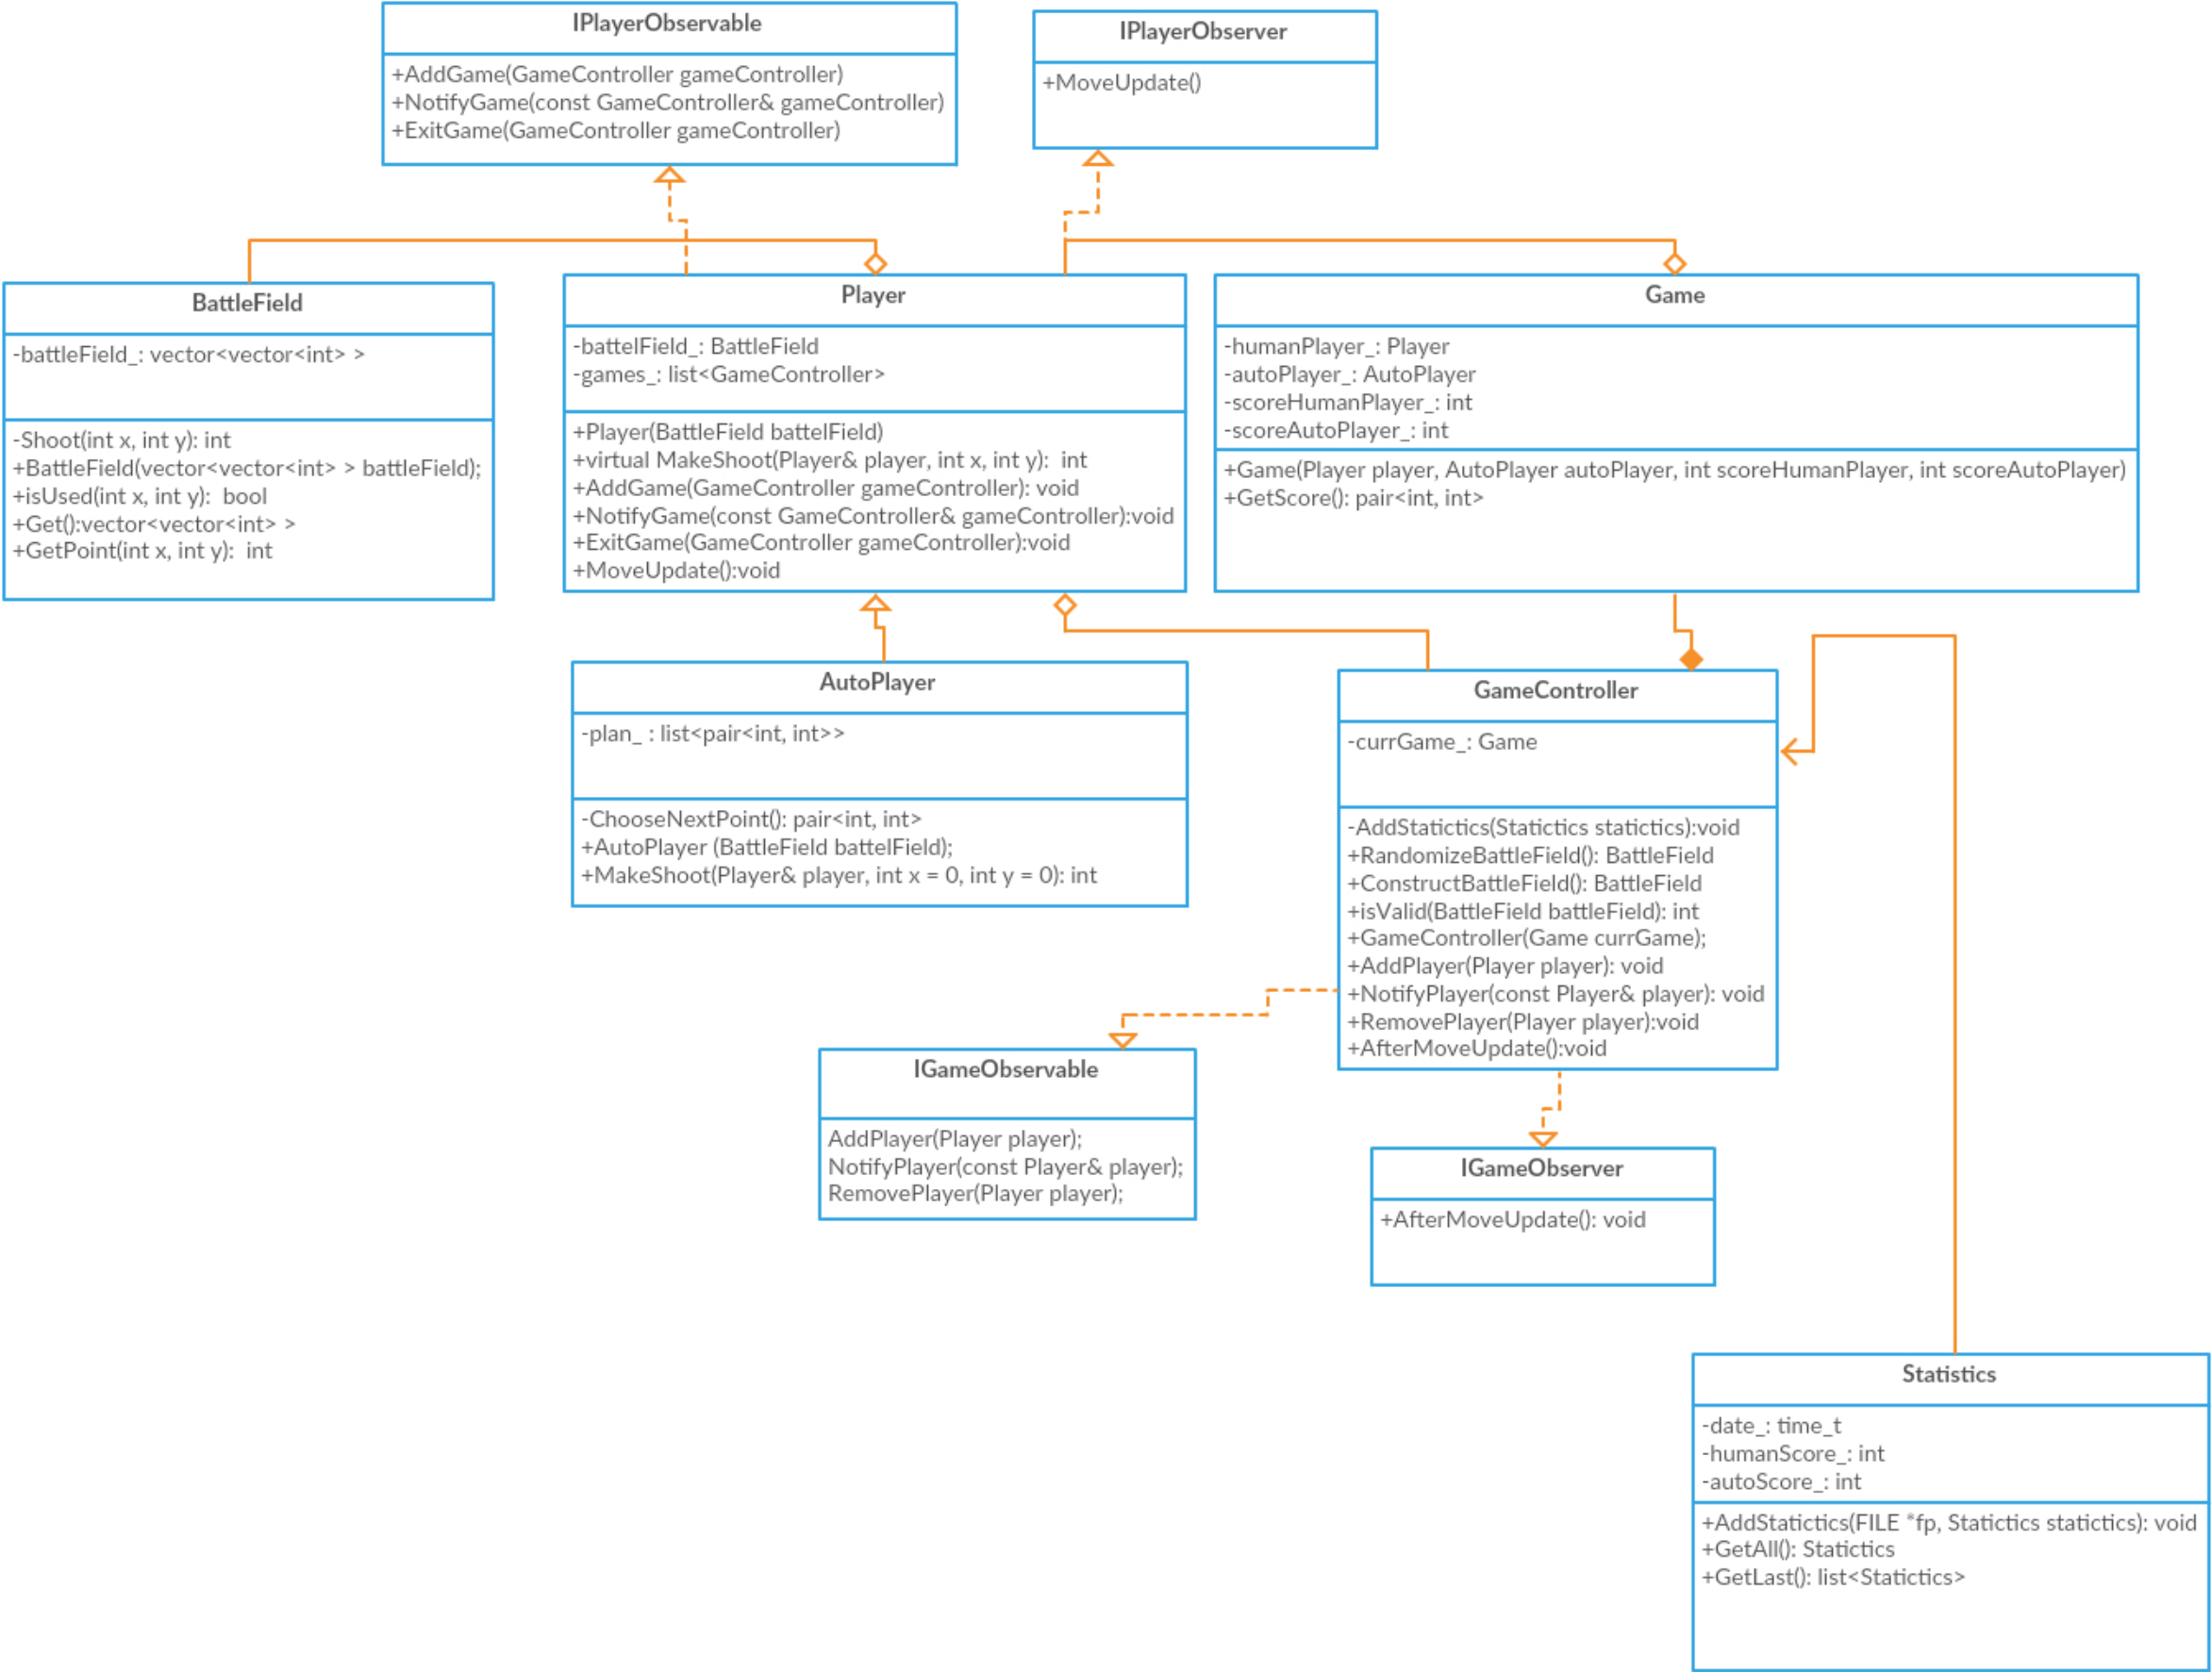 IPlayerObservable
+AddGame(GameController gameController)
+NotifyGame(const GameController& gameController)
+ExitGame(GameController gameController)
IPlayerObserver
+MoveUpdate()
BattleField
-battleField_: vector<vector<int> >
-Shoot(int x, int y): int
+BattleField(vector<vector<int> > battleField);
+isUsed(int x, int y):  bool
+Get():vector<vector<int> >
+GetPoint(int x, int y):  int
Player
-battelField_: BattleField
-games_: list<GameController>
+Player(BattleField battelField)
+virtual MakeShoot(Player& player, int x, int y):  int
+AddGame(GameController gameController): void
+NotifyGame(const GameController& gameController):void
+ExitGame(GameController gameController):void
+MoveUpdate():void
Game
-humanPlayer_: Player
-autoPlayer_: AutoPlayer
-scoreHumanPlayer_: int
-scoreAutoPlayer_: int
+Game(Player player, AutoPlayer autoPlayer, int scoreHumanPlayer, int scoreAutoPlayer)
+GetScore(): pair<int, int>
AutoPlayer
-plan_ : list<pair<int, int>>
-ChooseNextPoint(): pair<int, int>
+AutoPlayer (BattleField battelField);
+MakeShoot(Player& player, int x = 0, int y = 0): int
GameController
-currGame_: Game
-AddStatictics(Statictics statictics):void
+RandomizeBattleField(): BattleField
+ConstructBattleField(): BattleField
+isValid(BattleField battleField): int
+GameController(Game currGame);
+AddPlayer(Player player): void
+NotifyPlayer(const Player& player): void
+RemovePlayer(Player player):void
+AfterMoveUpdate():void
IGameObservable
AddPlayer(Player player);
NotifyPlayer(const Player& player);
RemovePlayer(Player player);
IGameObserver
+AfterMoveUpdate(): void
Statistics
-date_: time_t
-humanScore_: int
-autoScore_: int
+AddStatictics(FILE *fp, Statictics statictics): void
+GetAll(): Statictics
+GetLast(): list<Statictics>